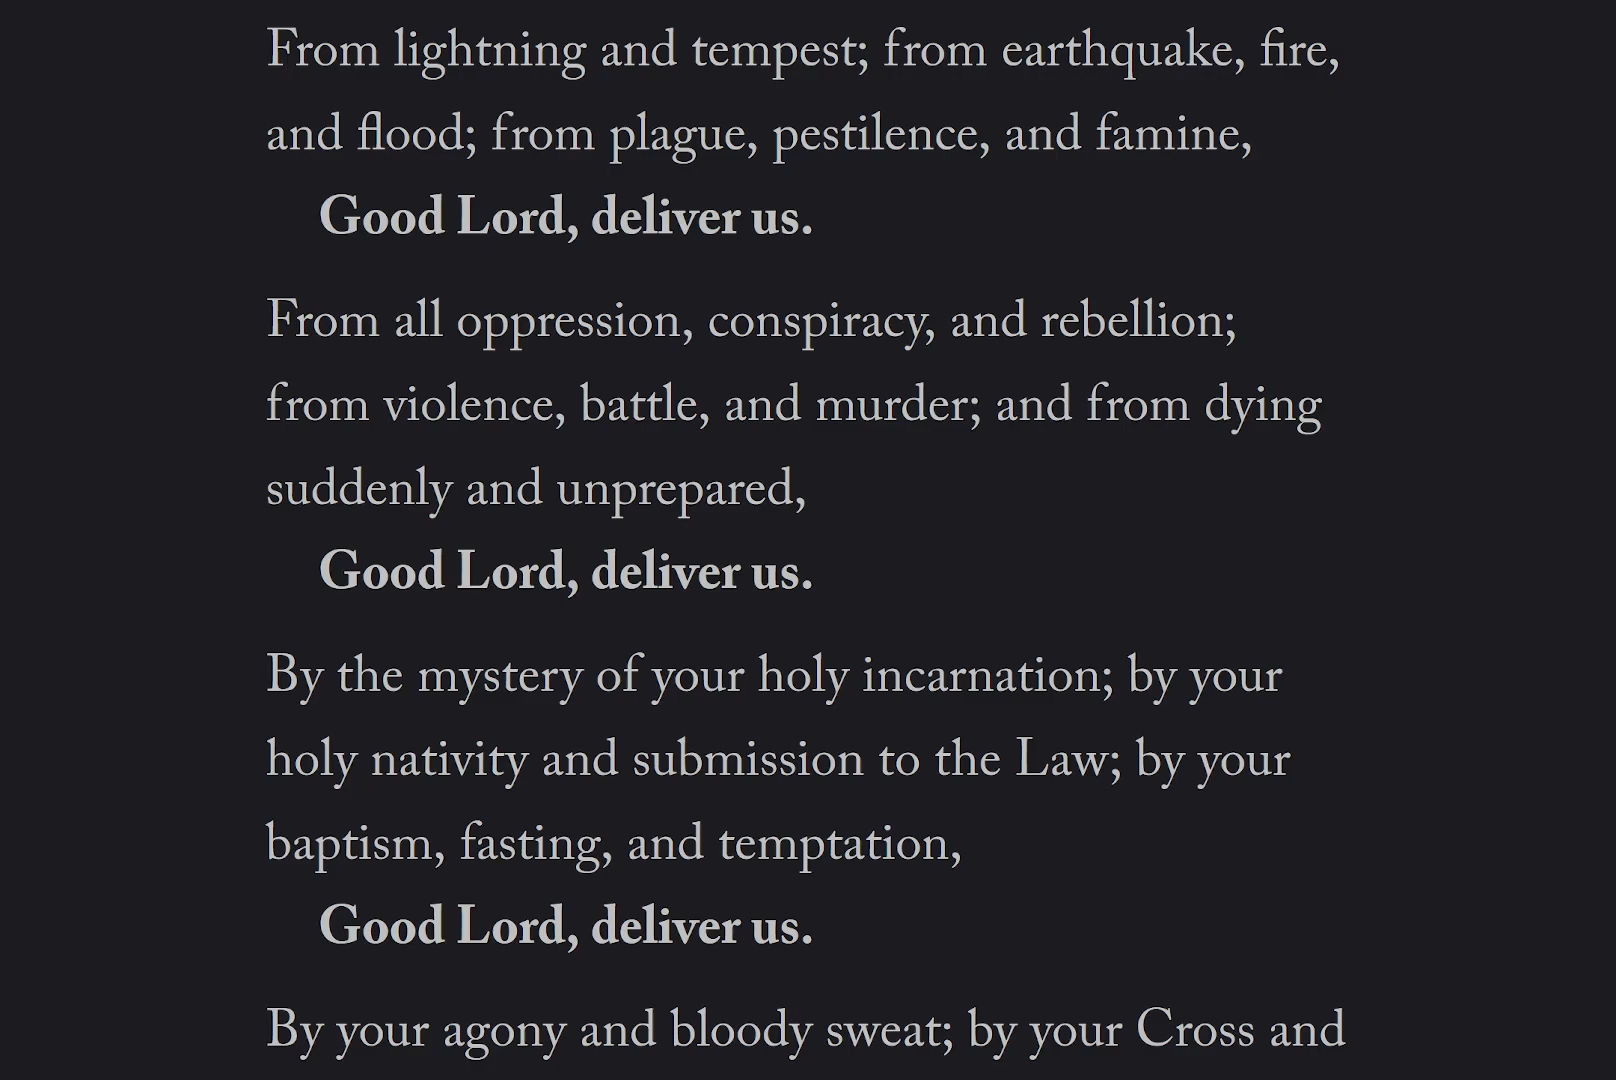 From lightning and tempest; from earthquake, fire,
and flood; from plague, pestilence, and famine,
Good Lord, deliver us.
From all oppression, conspiracy, and rebellion;
from violence, battle, and murder; and from dying
suddenly and unprepared,
Good Lord, deliver us.
By the mystery of your holy incarnation; by your
holy nativity and submission to the Law; by your
baptism, fasting, and temptation,
Good Lord, deliver us.
By your agony and bloody sweat; by your Cross and